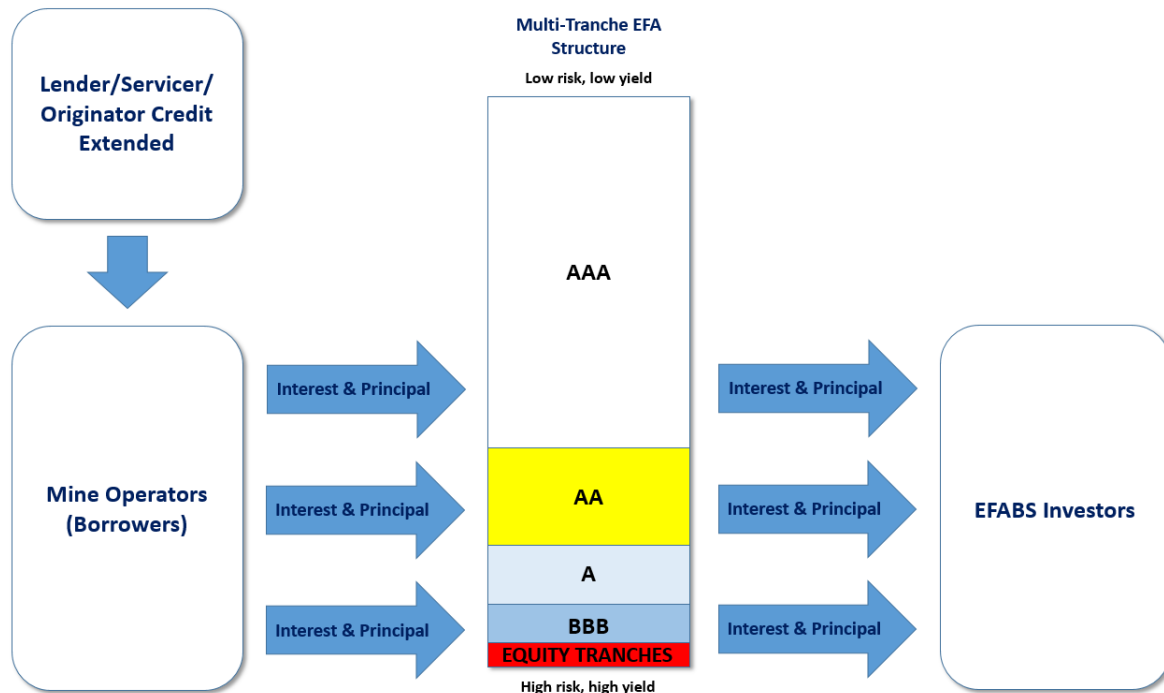 Multi-Tranche EFA
Structure
Low risk, low yield
Lender/Servicer/
Originator Credit
Extended
AAA
Interest & Principal
Interest & Principal
Mine Operators
(Borrowers)
Interest & Principal
AA
Interest & Principal
EFABS Investors
A
Interest & Principal
BBB
Interest & Principal
EQUITY TRANCHES
High risk, high yield